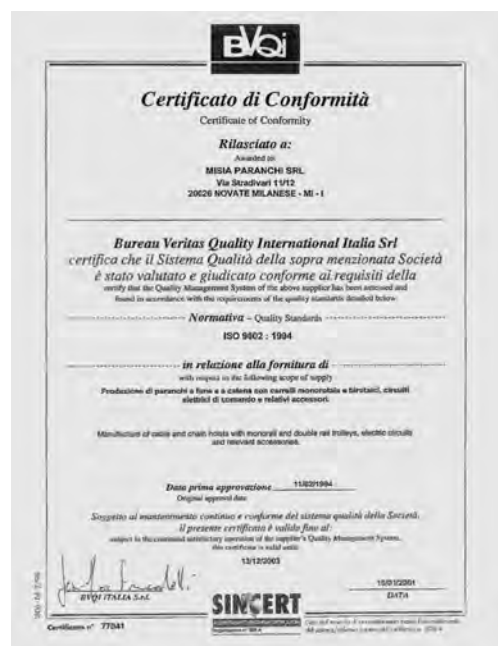 BVQi
Certificato di Conformità
Certificate of Conformity
Rilasciato a:
Awarded to
MISIA PARANCHI SRL
Via Stradivari 11/12
20026 NOVATE MILANESE - MI - I
Bureau Veritas Quality International Italia Srl
certifica che il Sistema Qualità della sopra menzionata Società
è stato valutato e giudicato conforme ai requisiti della
certify that the Quality Management System of the above supplier has been assessed and
found in accordance with the requirements of the quality standards detailed below
Normativa - Quality Standards
ISO 9002 : 1994
in relazione alla fornitura di
with respect to the following scope of supply
Produzione di paranchi a fune e a catena con carrelli monorotaia e birotaia, circuiti
elettrici di comando e relativi accessori.
Manufacture of cable and chain hoists with monorail and double rail trolleys, electric circuits
and relevant accessories.
Data prima approvazione 11/03/1994
Original approval date
Soggetto al mantenimento continuo e conforme del sistema qualità della Società,
il presente certificato è valido fino al:
subject to the continued satisfactory operation of the supplier's Quality Management System,
this certificate is valid until:
13/12/2003
BVQI ITALIA S.r.l.
SINCERT
15/01/2001
DATA
Certificato n° 77041